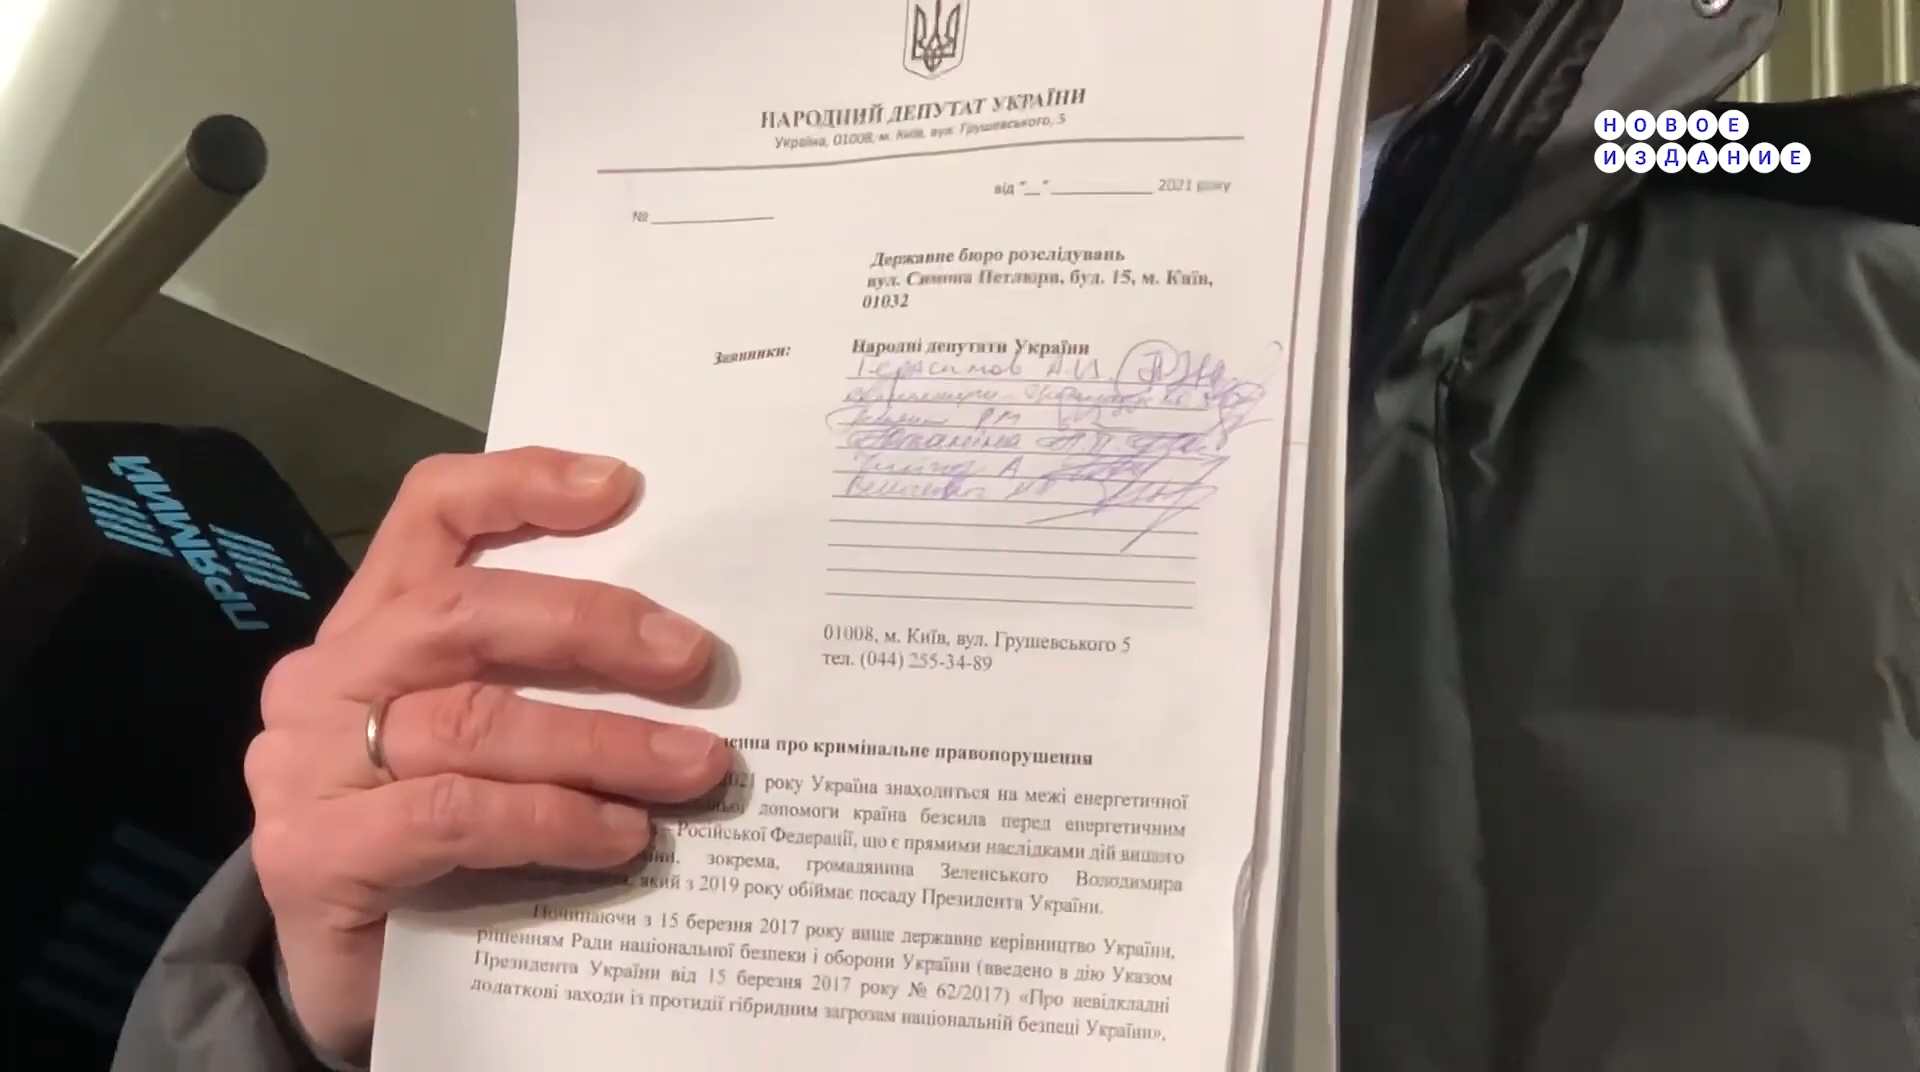 НАРОДНИЙ ДЕПУТАТ УКРАЇНИ
Україна, 01008, м. Київ, вул. Грушевського, 5
від "__" ____________ 2021 року
№ ______________
Державне бюро розслідувань
вул. Симона Петлюри, буд. 15, м. Київ,
01032
Заявники:
Народні депутати України
Герасимов А.
01008, м. Київ, вул. Грушевського 5
тел. (044) 255-34-89
про кримінальне правопорушення
2021 року Україна знаходиться на межі енергетичної
допомоги країна безсила перед енергетичним
– Російської Федерації, що є прямими наслідками дій вищого
зокрема, громадянина Зеленського Володимира
який з 2019 року обіймає посаду Президента України.
Починаючи з 15 березня 2017 року вище державне керівництво України,
рішенням Ради національної безпеки і оборони України (введено в дію Указом
Президента України від 15 березня 2017 року № 62/2017) «Про невідкладні
додаткові заходи із протидії гібридним загрозам національній безпеці України»,
НОВОЕ
ИЗДАНИЕ
ПРЯМИЙ